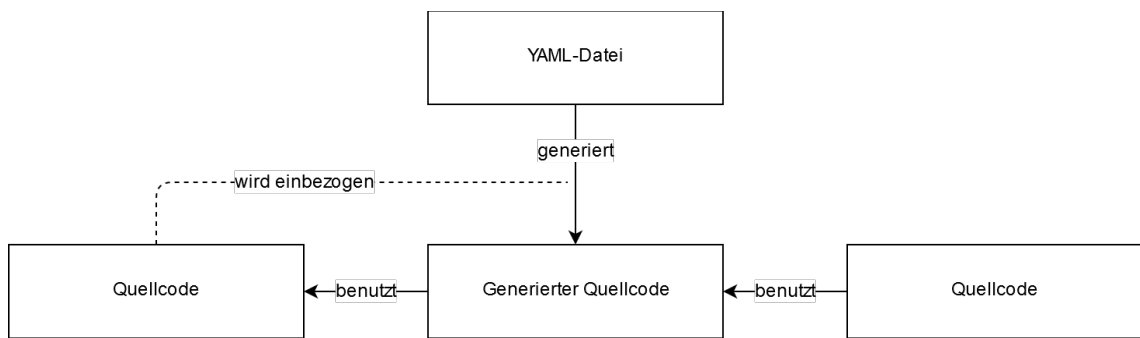 YAML-Datei
generiert
wird einbezogen
Quellcode
benutzt
Generierter Quellcode
benutzt
Quellcode